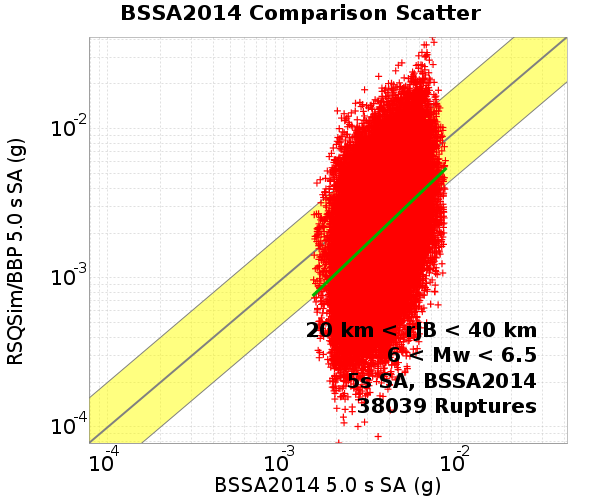 BSSA2014 Comparison Scatter
RSQSim/BBP 5.0 s SA (g)
10-2
10-3
10-4
20 km < rJB < 40 km
6 < Mw < 6.5
5s SA, BSSA2014
38039 Ruptures
10-4 10-3 10-2
BSSA2014 5.0 s SA (g)